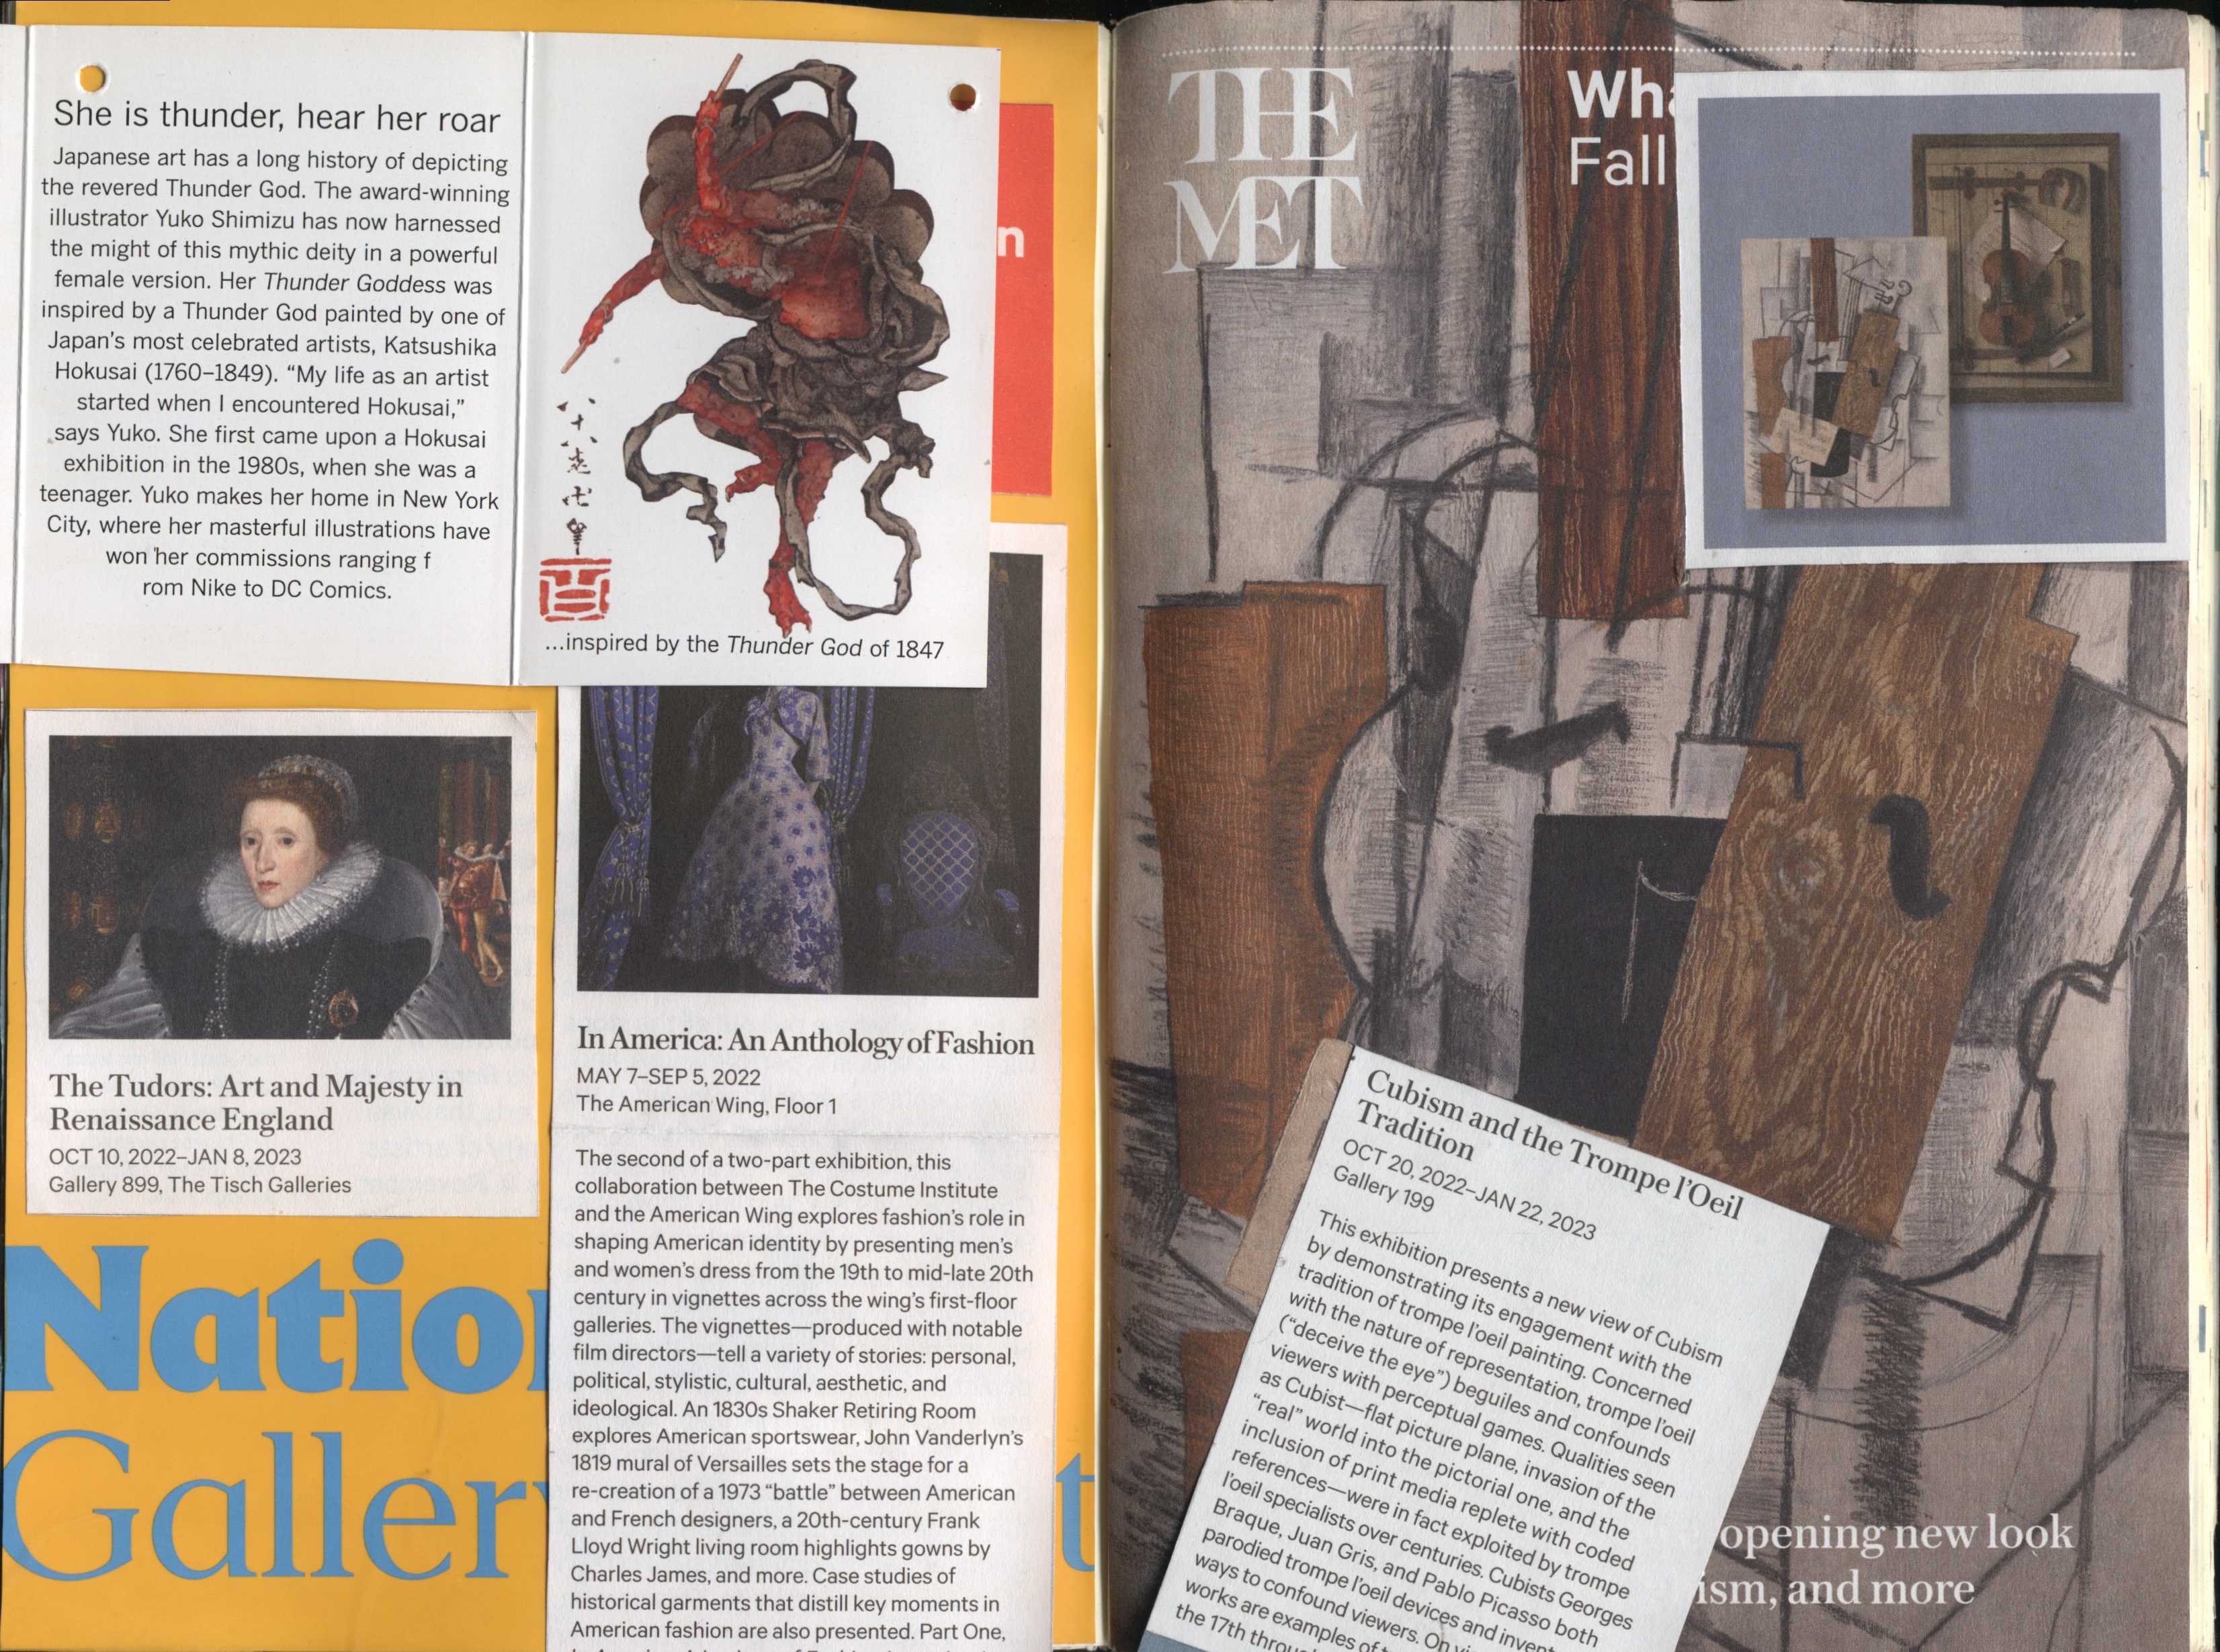 She is thunder, hear her roar
Japanese art has a long history of depicting
the revered Thunder God. The award-winning
illustrator Yuko Shimizu has now harnessed
the might of this mythic deity in a powerful
female version. Her Thunder Goddess was
inspired by a Thunder God painted by one of
Japan's most celebrated artists, Katsushika
Hokusai (1760–1849). “My life as an artist
started when I encountered Hokusai,”
says Yuko. She first came upon a Hokusai
exhibition in the 1980s, when she was a
teenager. Yuko makes her home in New York
City, where her masterful illustrations have
won her commissions ranging f
rom Nike to DC Comics.
八
十
八
老
卍
筆
...inspired by the Thunder God of 1847
n
The Tudors: Art and Majesty in
Renaissance England
OCT 10, 2022–JAN 8, 2023
Gallery 899, The Tisch Galleries
Natio
Galler
t
In America: An Anthology of Fashion
MAY 7–SEP 5, 2022
The American Wing, Floor 1
The second of a two-part exhibition, this
collaboration between The Costume Institute
and the American Wing explores fashion's role in
shaping American identity by presenting men's
and women's dress from the 19th to mid-late 20th
century in vignettes across the wing's first-floor
galleries. The vignettes—produced with notable
film directors—tell a variety of stories: personal,
political, stylistic, cultural, aesthetic, and
ideological. An 1830s Shaker Retiring Room
explores American sportswear, John Vanderlyn's
1819 mural of Versailles sets the stage for a
re-creation of a 1973 “battle” between American
and French designers, a 20th-century Frank
Lloyd Wright living room highlights gowns by
Charles James, and more. Case studies of
historical garments that distill key moments in
American fashion are also presented. Part One,
THE
MET
Wha
Fall
Cubism and the Trompe l'Oeil
Tradition
OCT 20, 2022–JAN 22, 2023
Gallery 199
This exhibition presents a new view of Cubism
by demonstrating its engagement with the
tradition of trompe l'oeil painting. Concerned
with the nature of representation, trompe l'oeil
(“deceive the eye”) beguiles and confounds
viewers with perceptual games. Qualities seen
as Cubist—flat picture plane, invasion of the
“real” world into the pictorial one, and the
inclusion of print media replete with coded
references—were in fact exploited by trompe
l'oeil specialists over centuries. Cubists Georges
Braque, Juan Gris, and Pablo Picasso both
parodied trompe l'oeil devices and invent
ways to confound viewers. On vi
works are examples of t
the 17th throu
opening new look
ism, and more